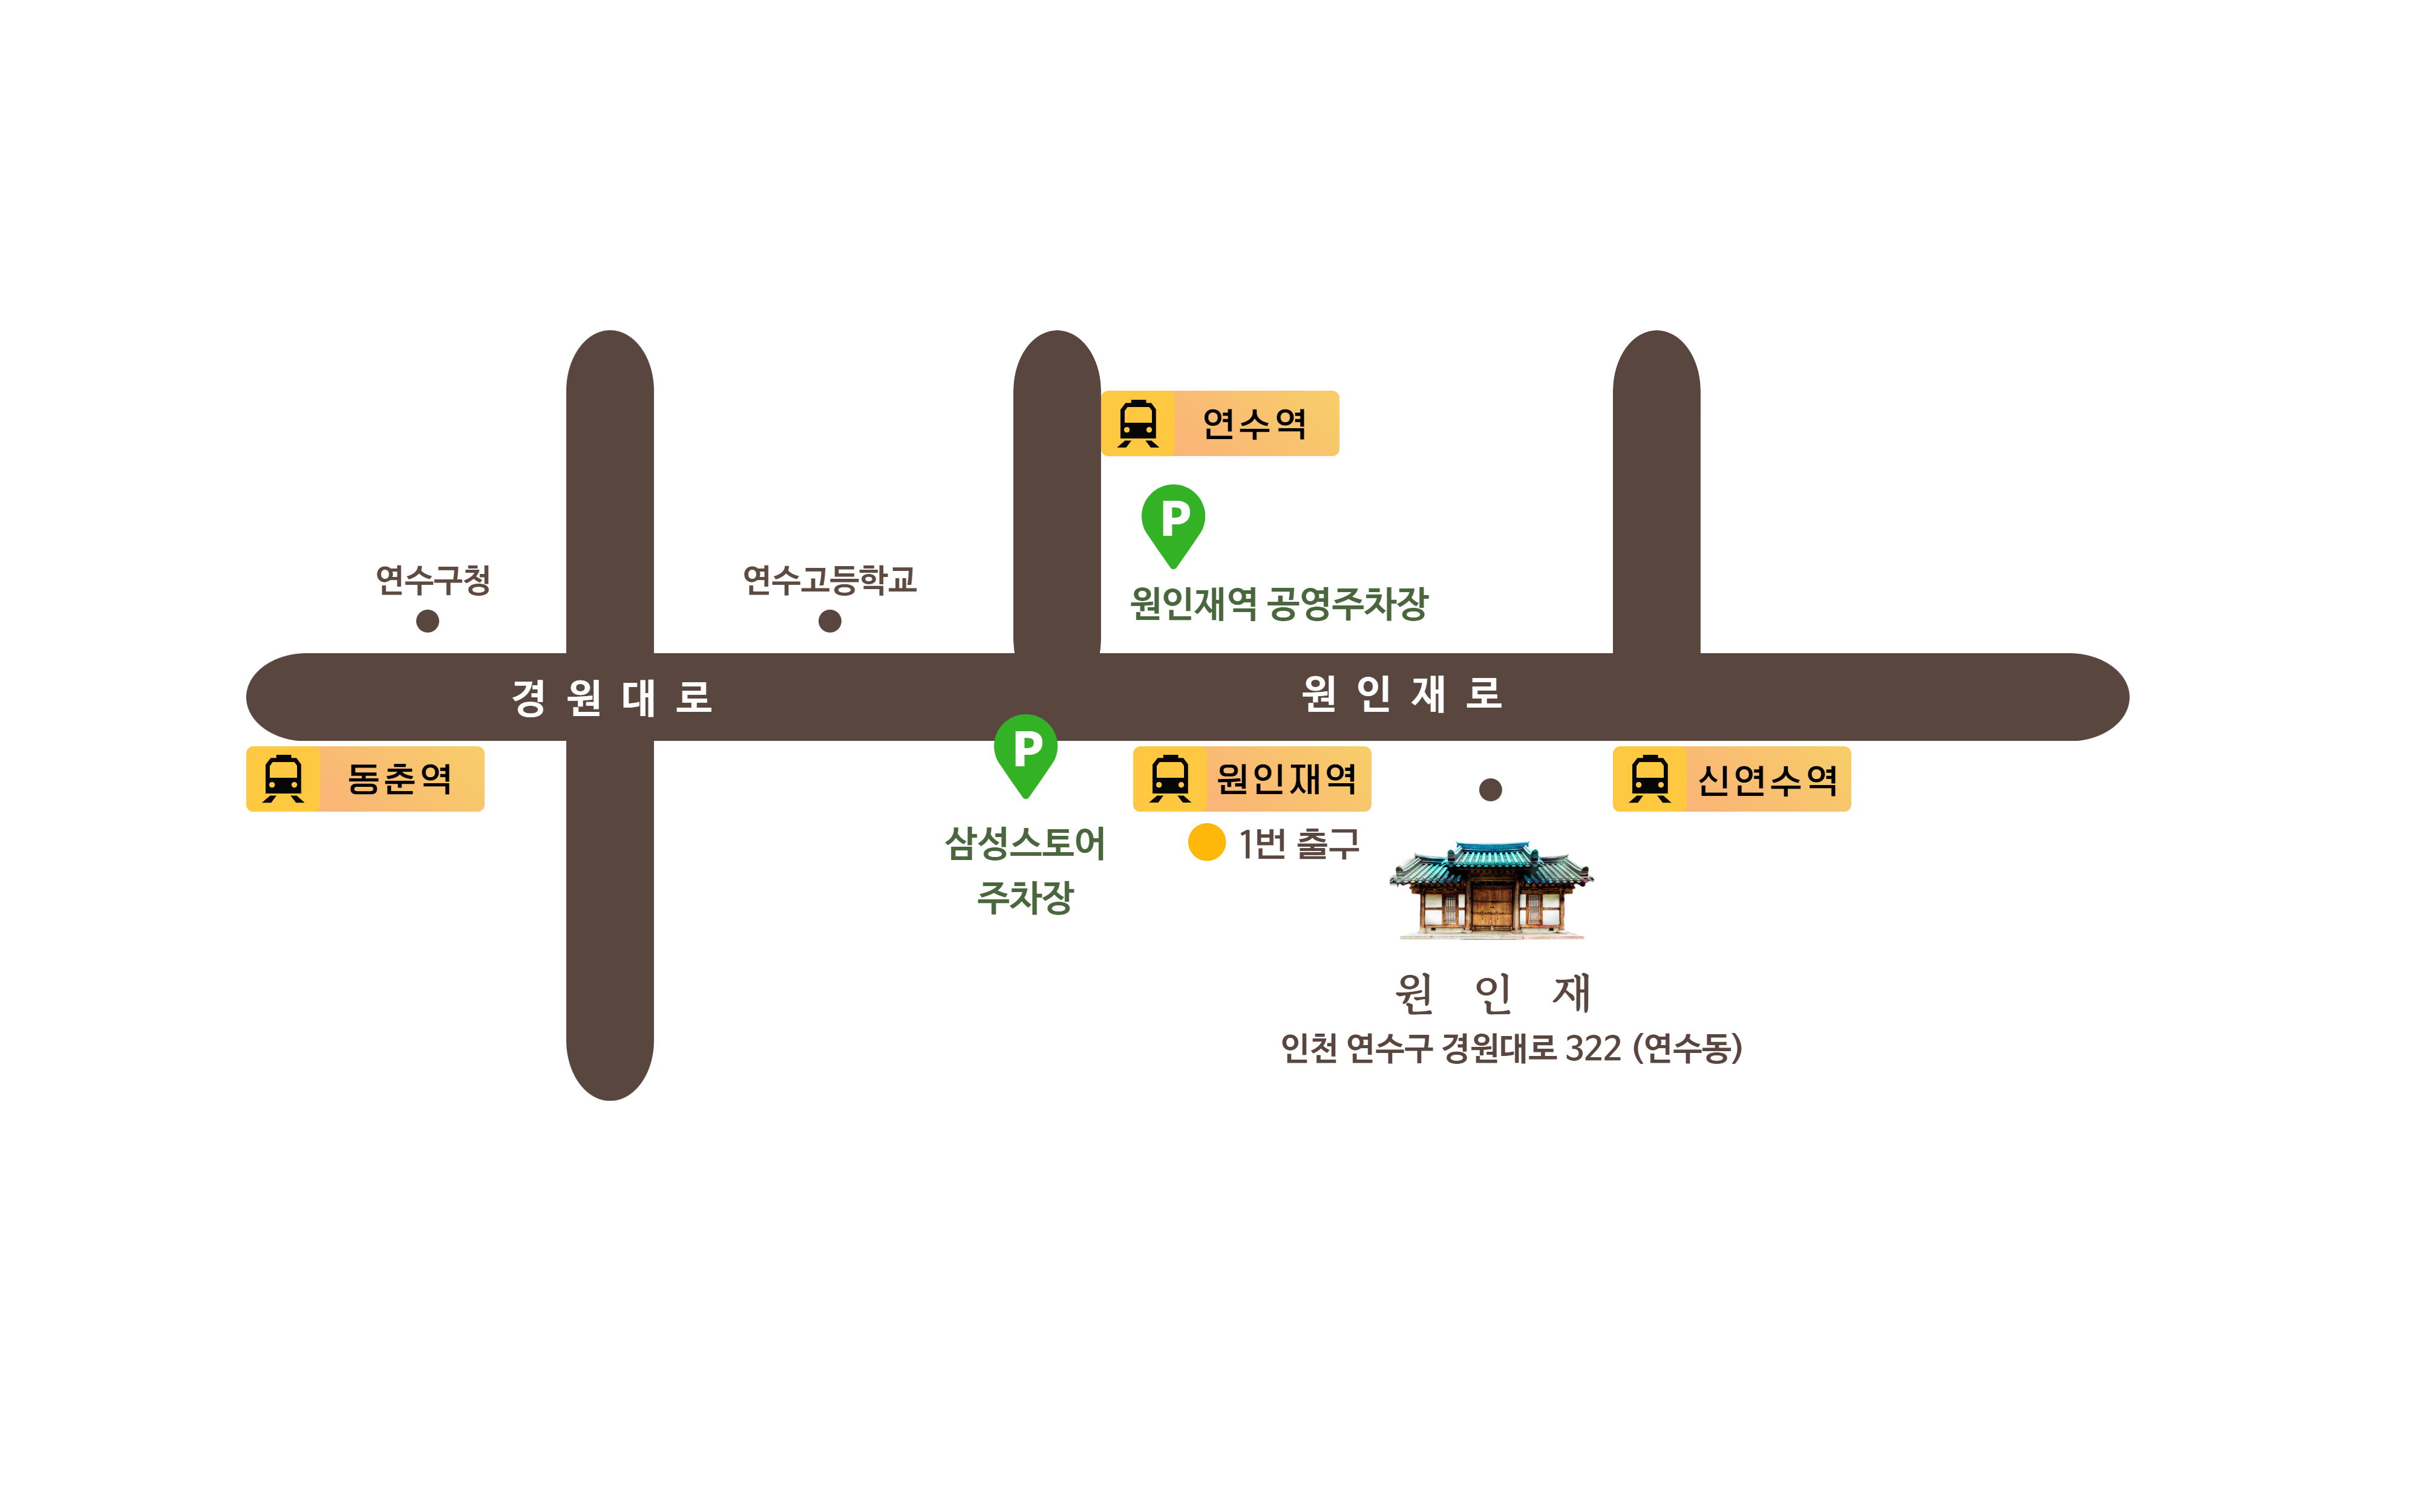 연수역
P
원인재역 공영주차장
연수구청
연수고등학교
경원대로
원인재로
동춘역
P
삼성스토어
주차장
원인재역
1번 출구
신연수역
원인재
인천 연수구 경원대로 322 (연수동)